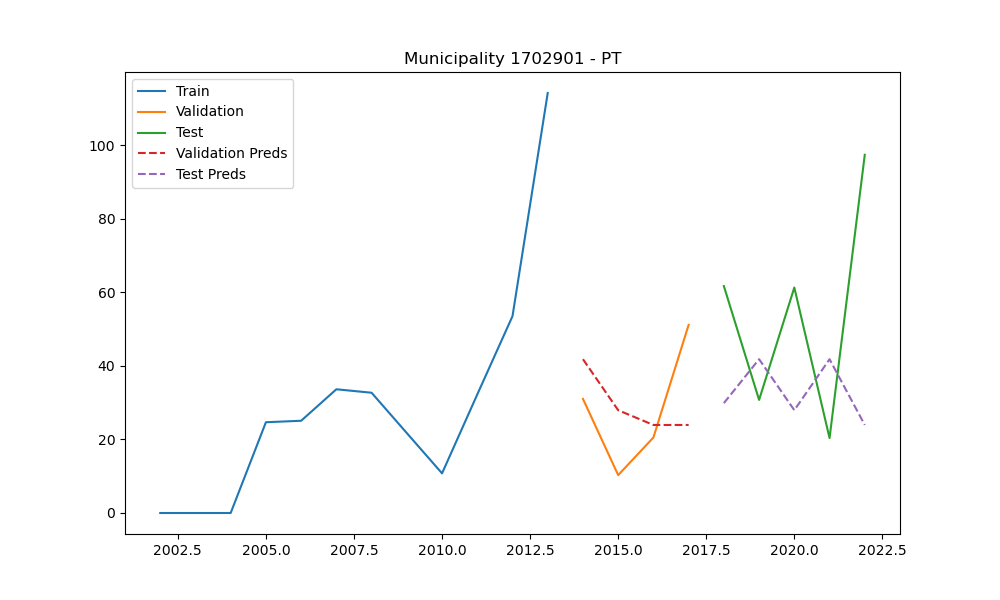 Municipality 1702901 - PT
Train
Validation
Test
Validation Preds
Test Preds
100
80
60
40
20
0
2002.5 2005.0 2007.5 2010.0 2012.5 2015.0 2017.5 2020.0 2022.5